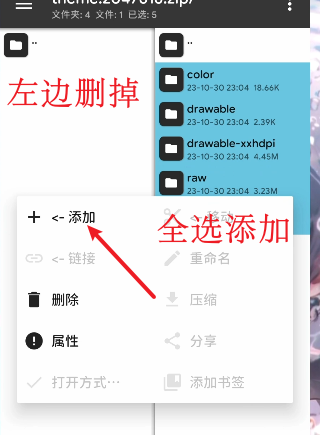 文件夹: 4 文件: 1 已选: 5
..
..
左边删掉
color
23-10-30 23:04 18.66K
drawable
23-10-30 23:04 2.39K
drawable-xxhdpi
23-10-30 23:04 4.45M
raw
23-10-30 23:04 3.23M
<- 添加
<- 移动
全选添加
<- 链接
重命名
删除
压缩
属性
分享
打开方式…
添加书签